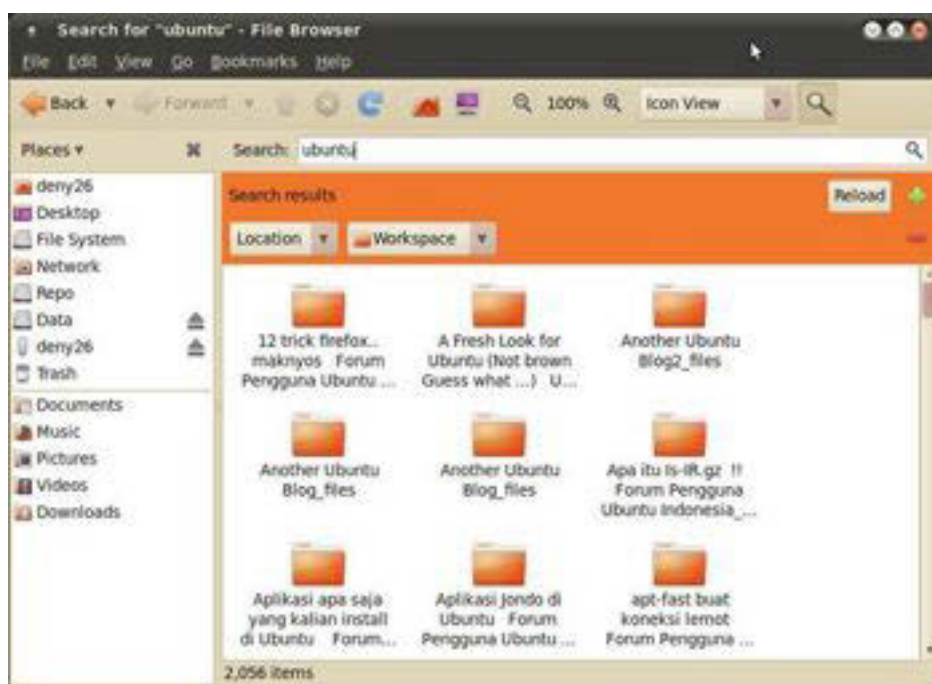 Search for "ubuntu" - File Browser
File Edit View Go Bookmarks Help
Back Forward 100% Icon View
Places Search: ubuntu
deny26
Desktop
File System
Network
Repo
Data
deny26
Trash
Documents
Music
Pictures
Videos
Downloads
Search results Reload
Location Workspace
12 trick firefox..
maknyos Forum
Pengguna Ubuntu ...
A Fresh Look for
Ubuntu (Not brown
Guess what ...) U...
Another Ubuntu
Blog2_files
Another Ubuntu
Blog_files
Another Ubuntu
Blog_files
Apa itu ls-lR.gz !!
Forum Pengguna
Ubuntu Indonesia_...
Aplikasi apa saja
yang kalian install
di Ubuntu Forum...
Aplikasi Jondo di
Ubuntu Forum
Pengguna Ubuntu ...
apt-fast buat
koneksi lemot
Forum Pengguna ...
2,056 items